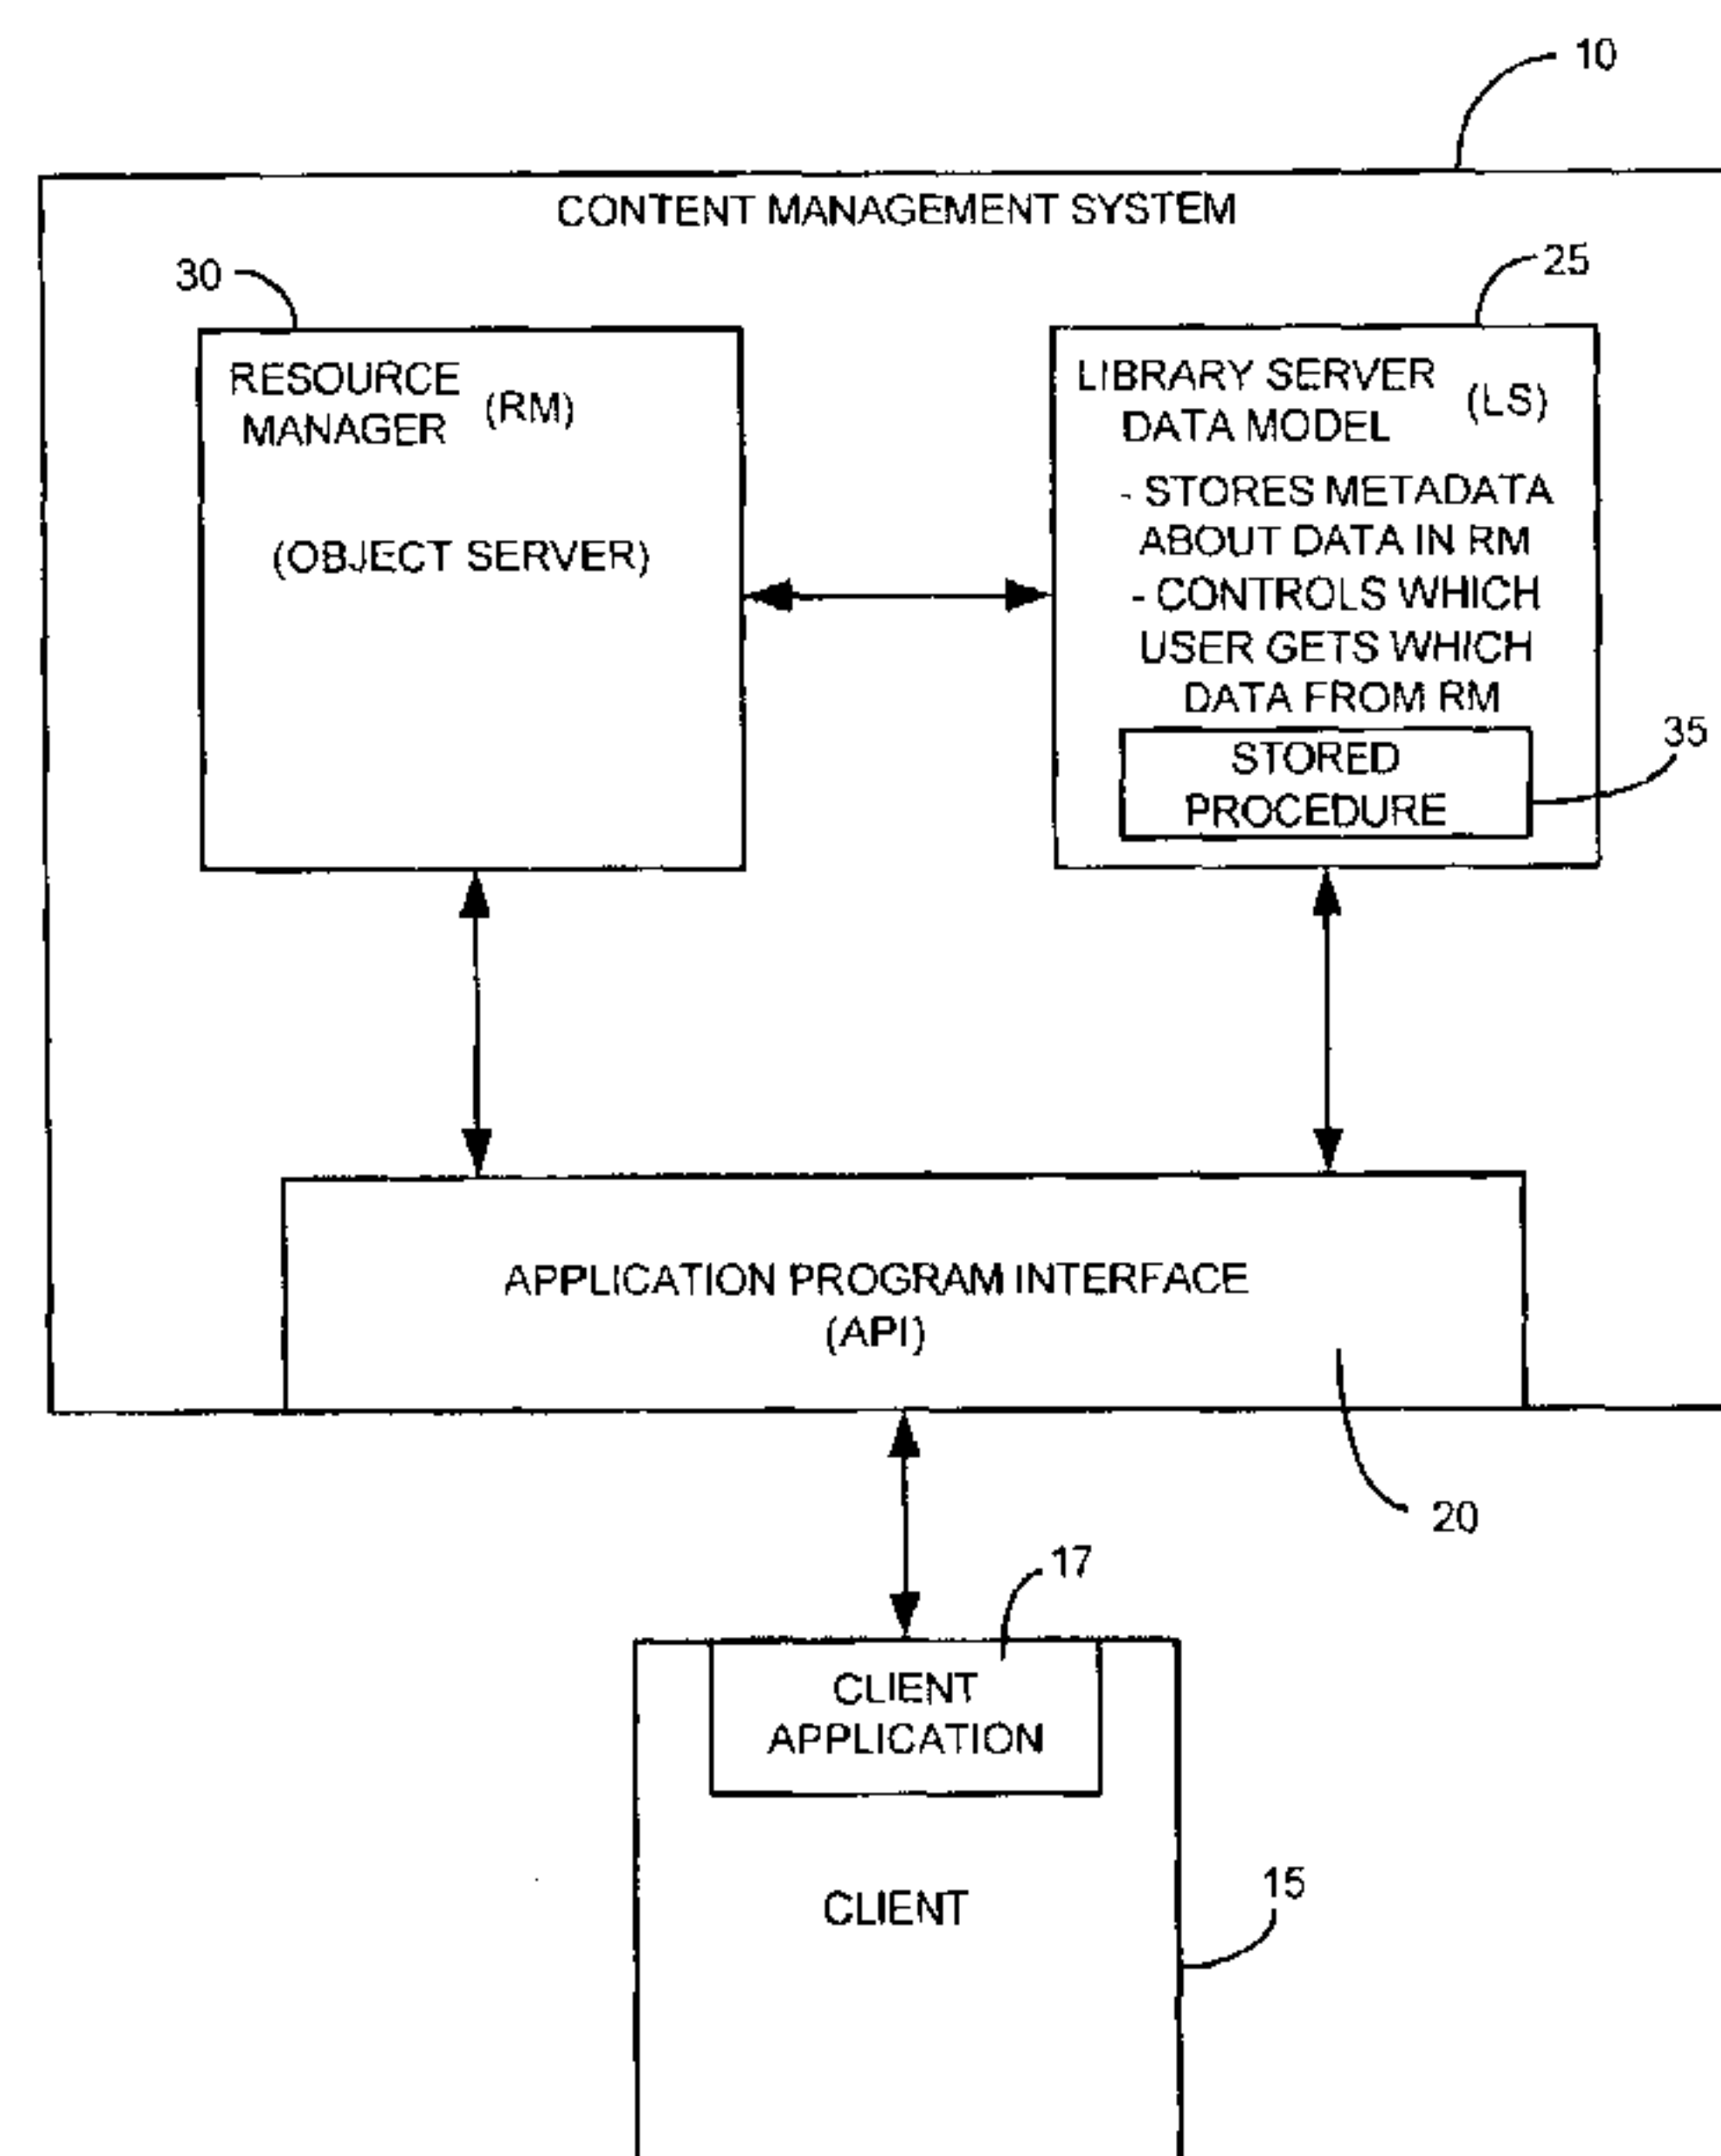 10
CONTENT MANAGEMENT SYSTEM
30
25
RESOURCE
MANAGER
(RM)
(OBJECT SERVER)
LIBRARY SERVER
DATA MODEL
(LS)
- STORES METADATA
ABOUT DATA IN RM
- CONTROLS WHICH
USER GETS WHICH
DATA FROM RM
STORED
PROCEDURE
35
APPLICATION PROGRAM INTERFACE
(API)
20
17
CLIENT
APPLICATION
CLIENT
15